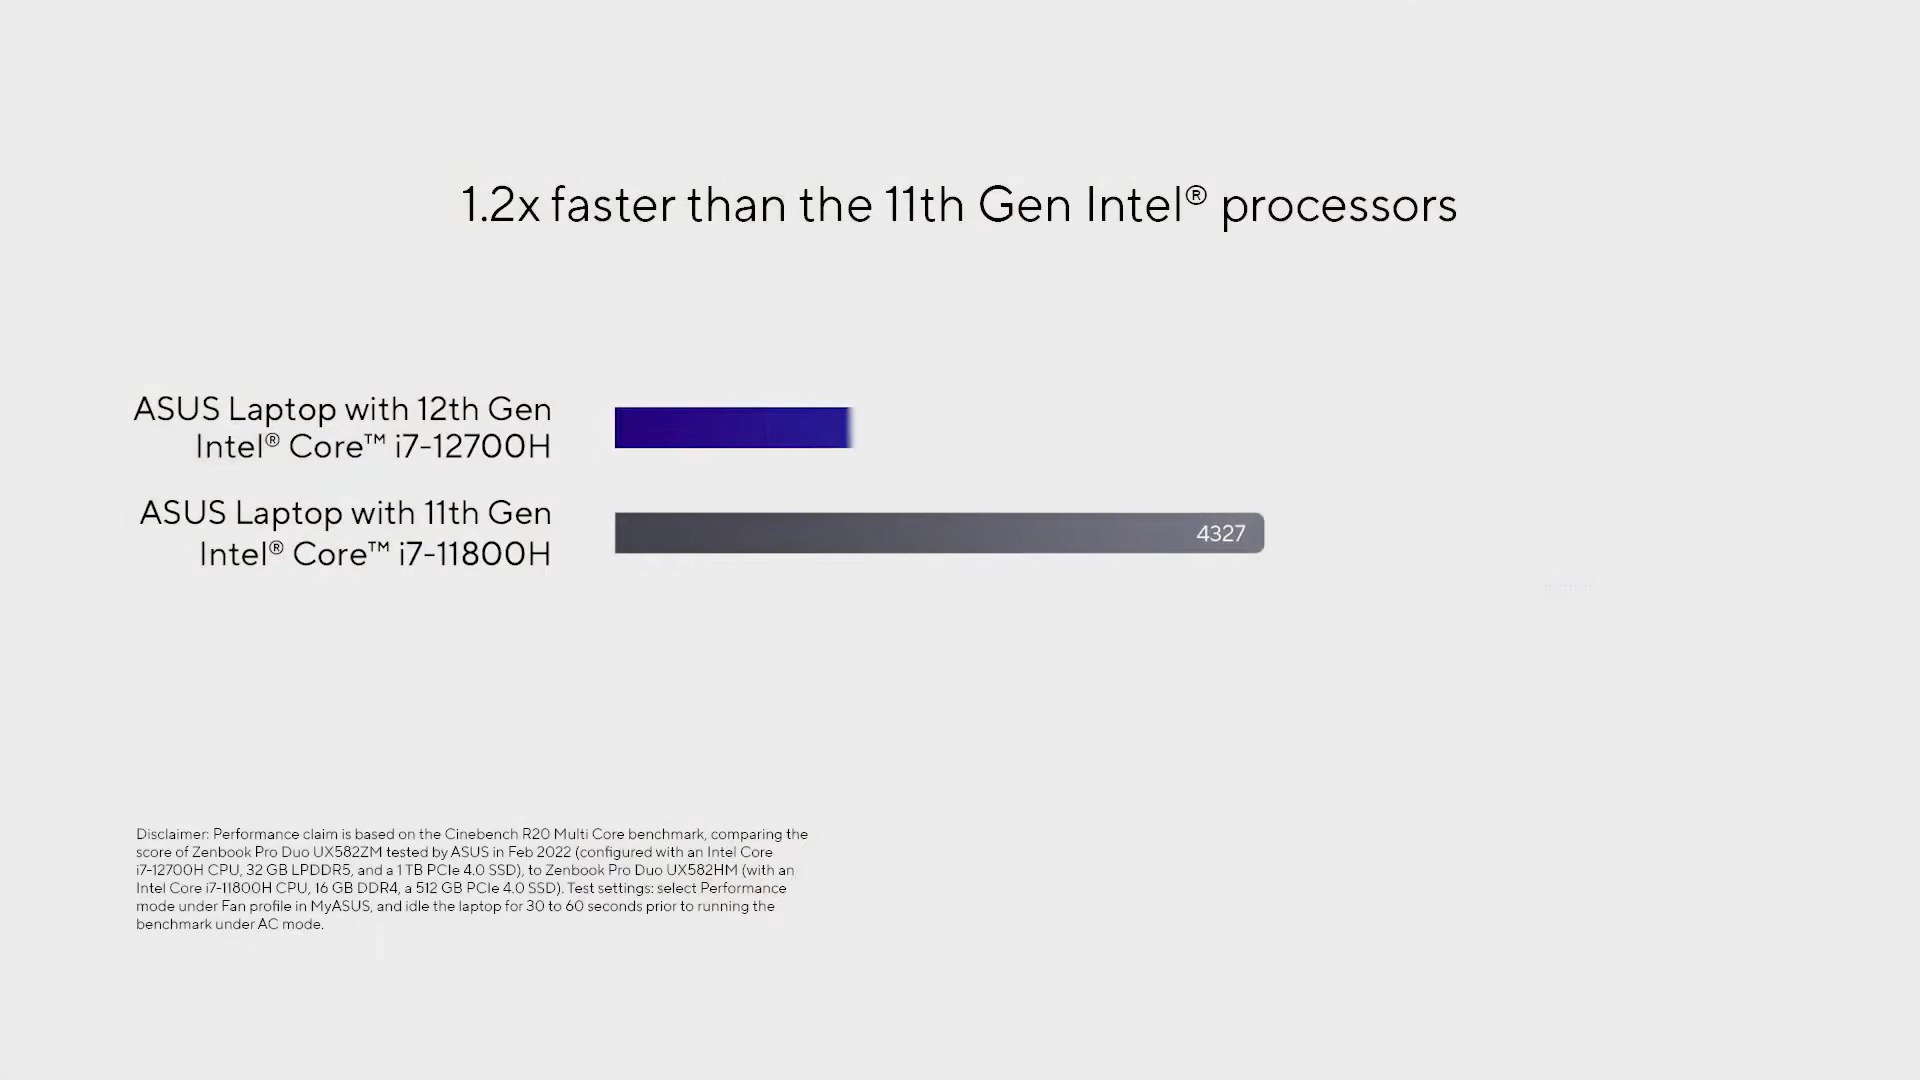 1.2x faster than the 11th Gen Intel® processors
ASUS Laptop with 12th Gen
Intel® Core™ i7-12700H
ASUS Laptop with 11th Gen
Intel® Core™ i7-11800H
4327
Disclaimer: Performance claim is based on the Cinebench R20 Multi Core benchmark, comparing the
score of Zenbook Pro Duo UX582ZM tested by ASUS in Feb 2022 (configured with an Intel Core
i7-12700H CPU, 32 GB LPDDR5, and a 1 TB PCIe 4.0 SSD), to Zenbook Pro Duo UX582HM (with an
Intel Core i7-11800H CPU, 16 GB DDR4, a 512 GB PCIe 4.0 SSD). Test settings: select Performance
mode under Fan profile in MyASUS, and idle the laptop for 30 to 60 seconds prior to running the
benchmark under AC mode.